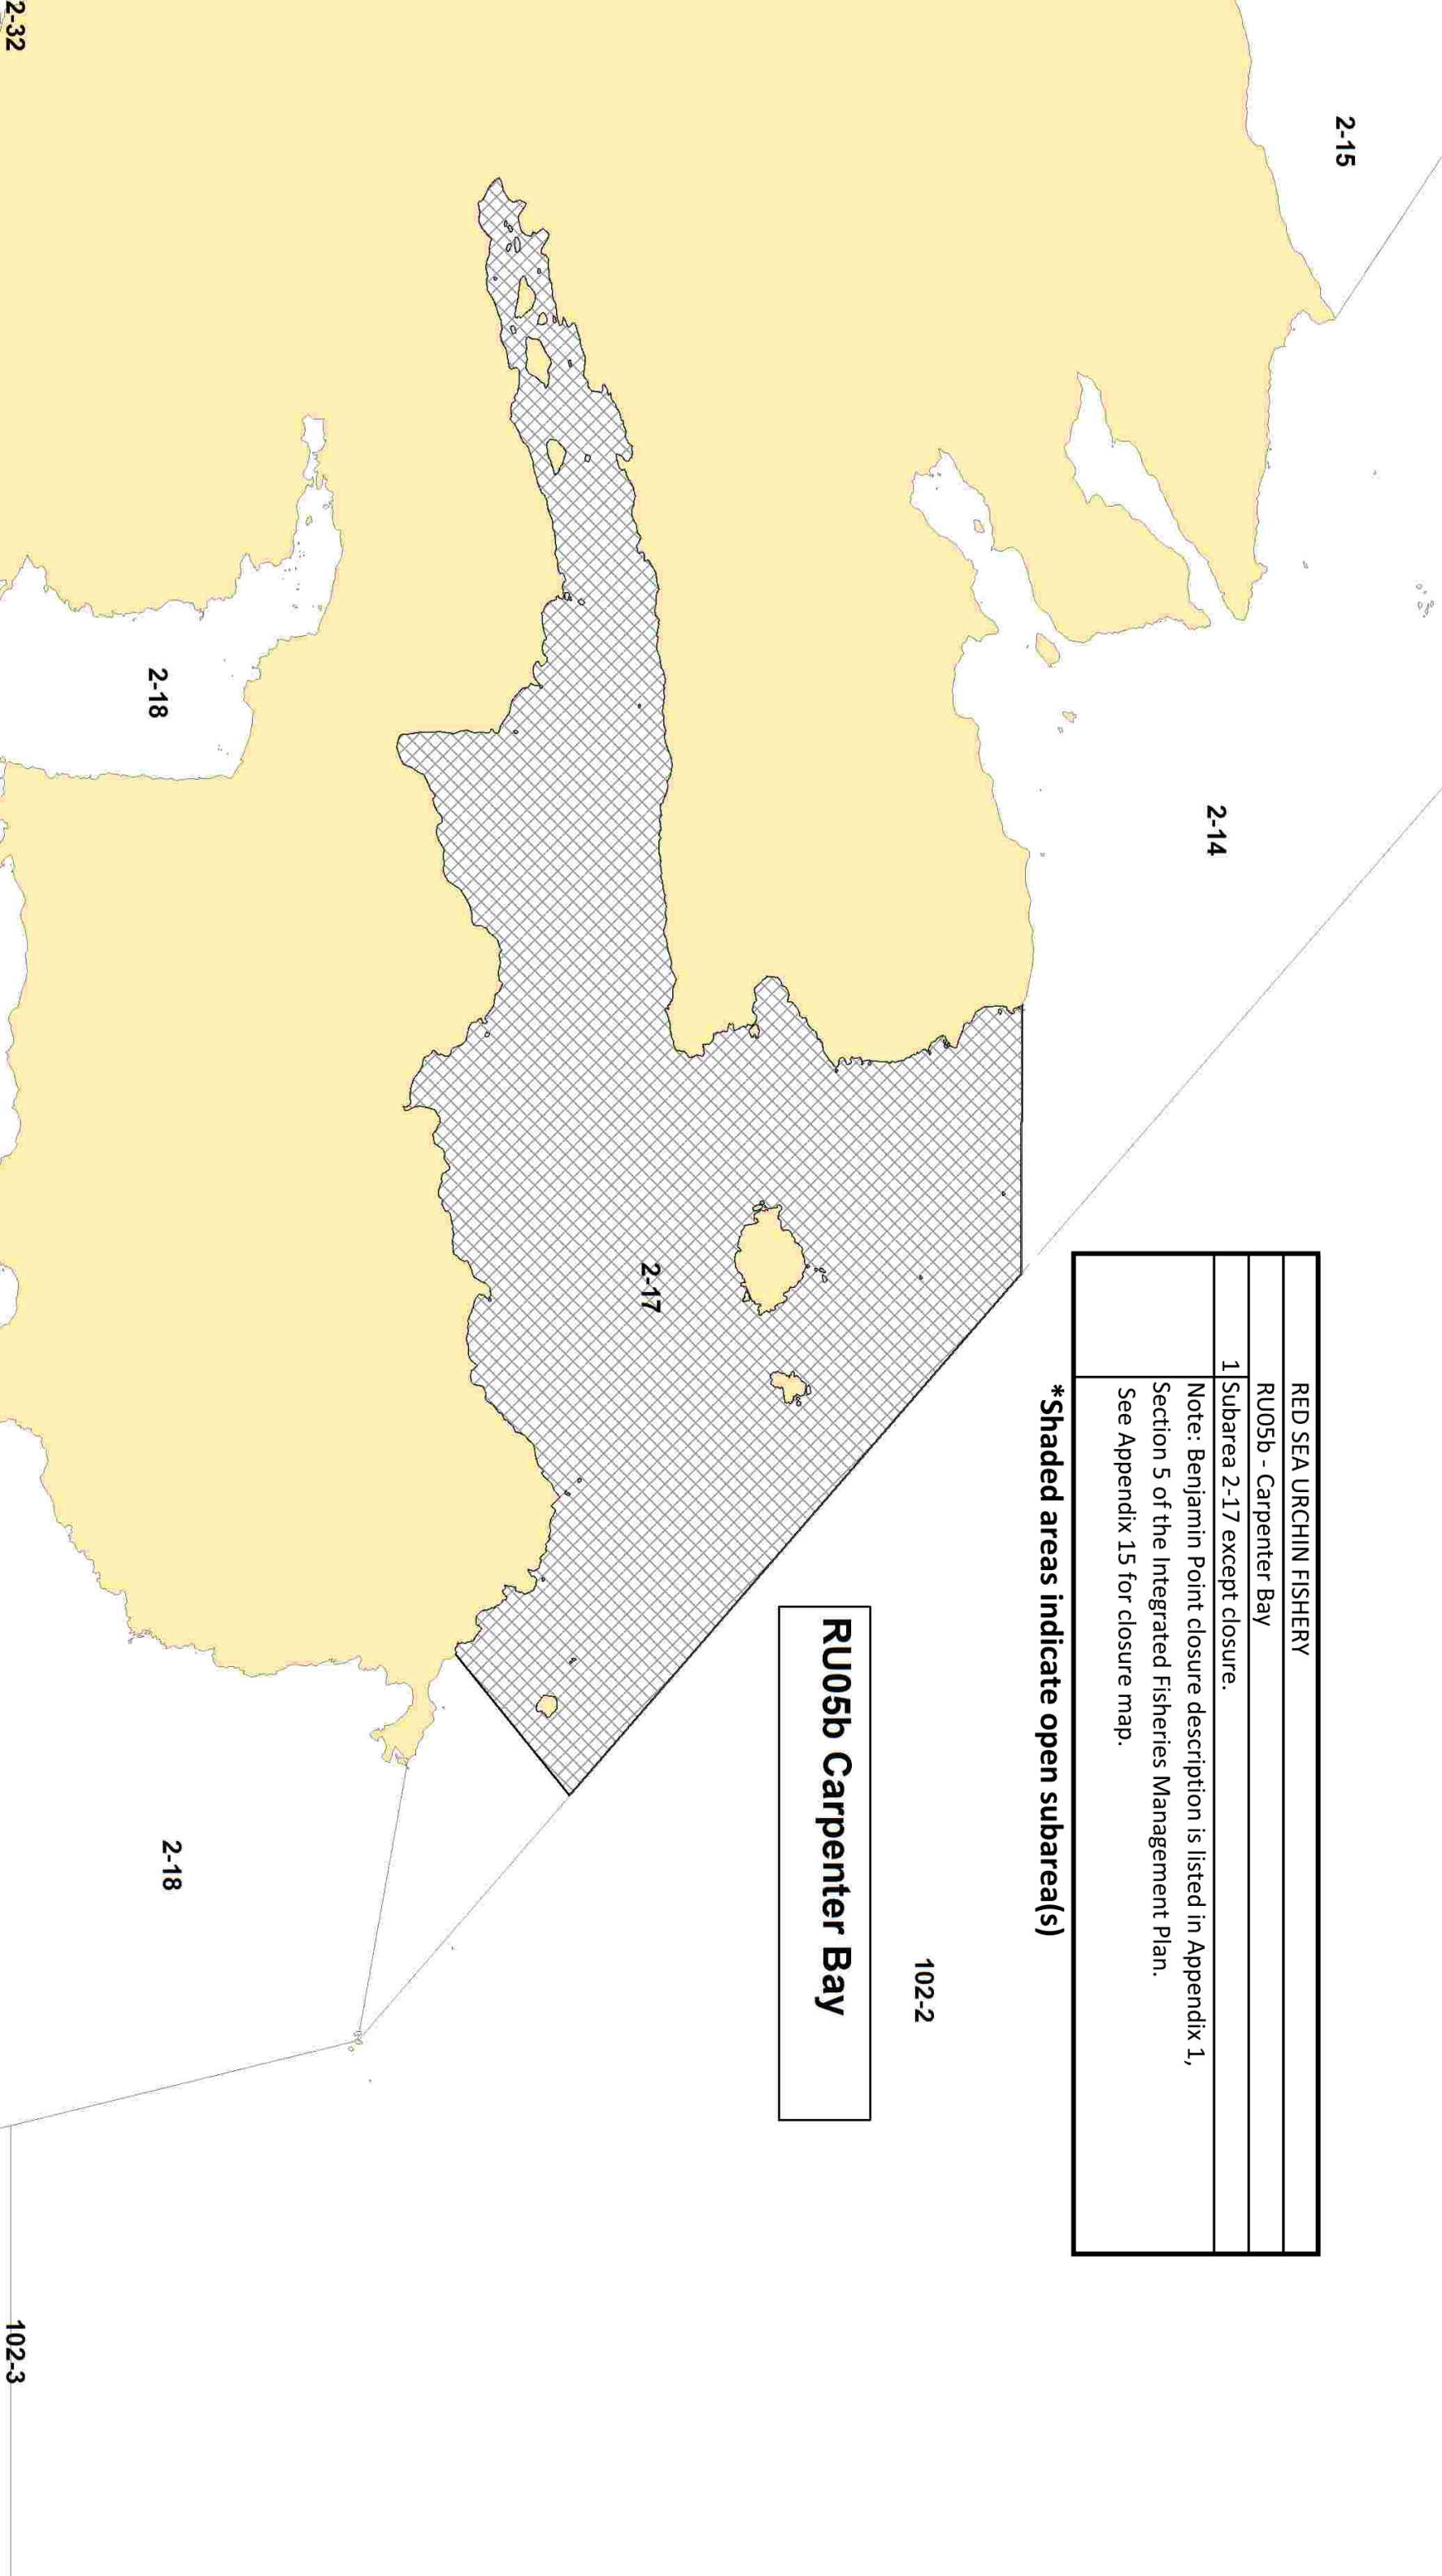 RED SEA URCHIN FISHERY
RU05b - Carpenter Bay
1 Subarea 2-17 except closure.
Note: Benjamin Point closure description is listed in Appendix 1,
Section 5 of the Integrated Fisheries Management Plan.
See Appendix 15 for closure map.
*Shaded areas indicate open subarea(s)
2-15
2-14
102-2
RU05b Carpenter Bay
2-17
2-18
2-18
2-32
102-3